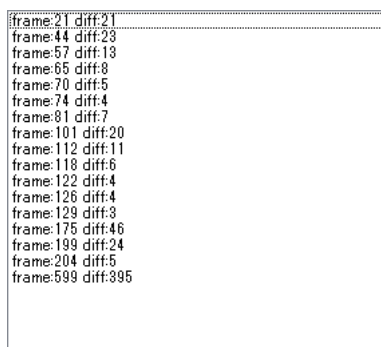 frame:21 diff:21
frame:44 diff:23
frame:57 diff:13
frame:65 diff:8
frame:70 diff:5
frame:74 diff:4
frame:81 diff:7
frame:101 diff:20
frame:112 diff:11
frame:118 diff:6
frame:122 diff:4
frame:126 diff:4
frame:129 diff:3
frame:175 diff:46
frame:199 diff:24
frame:204 diff:5
frame:599 diff:395